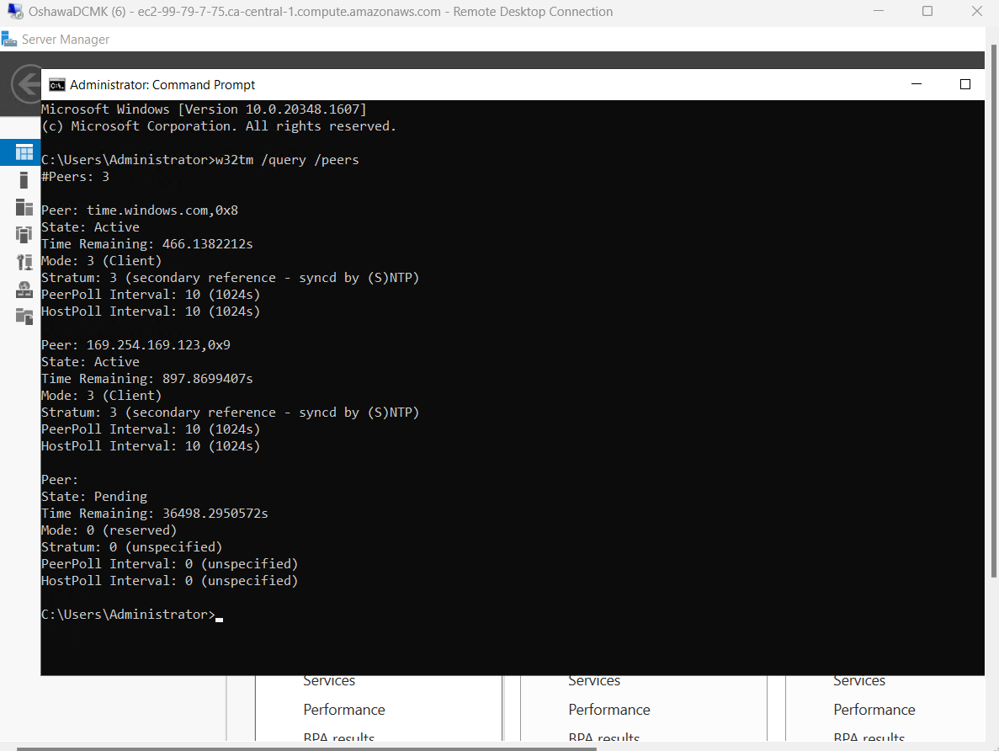 OshawaDCMK (6) - ec2-99-79-7-75.ca-central-1.compute.amazonaws.com - Remote Desktop Connection
Server Manager
Administrator: Command Prompt
Microsoft Windows [Version 10.0.20348.1607]
(c) Microsoft Corporation. All rights reserved.
C:\Users\Administrator>w32tm /query /peers
#Peers: 3
Peer: time.windows.com,0x8
State: Active
Time Remaining: 466.1382212s
Mode: 3 (Client)
Stratum: 3 (secondary reference - syncd by (S)NTP)
PeerPoll Interval: 10 (1024s)
HostPoll Interval: 10 (1024s)
Peer: 169.254.169.123,0x9
State: Active
Time Remaining: 897.8699407s
Mode: 3 (Client)
Stratum: 3 (secondary reference - syncd by (S)NTP)
PeerPoll Interval: 10 (1024s)
HostPoll Interval: 10 (1024s)
Peer:
State: Pending
Time Remaining: 36498.2950572s
Mode: 0 (reserved)
Stratum: 0 (unspecified)
PeerPoll Interval: 0 (unspecified)
HostPoll Interval: 0 (unspecified)
C:\Users\Administrator>
Services Services Services
Performance Performance Performance
BPA results BPA results BPA results